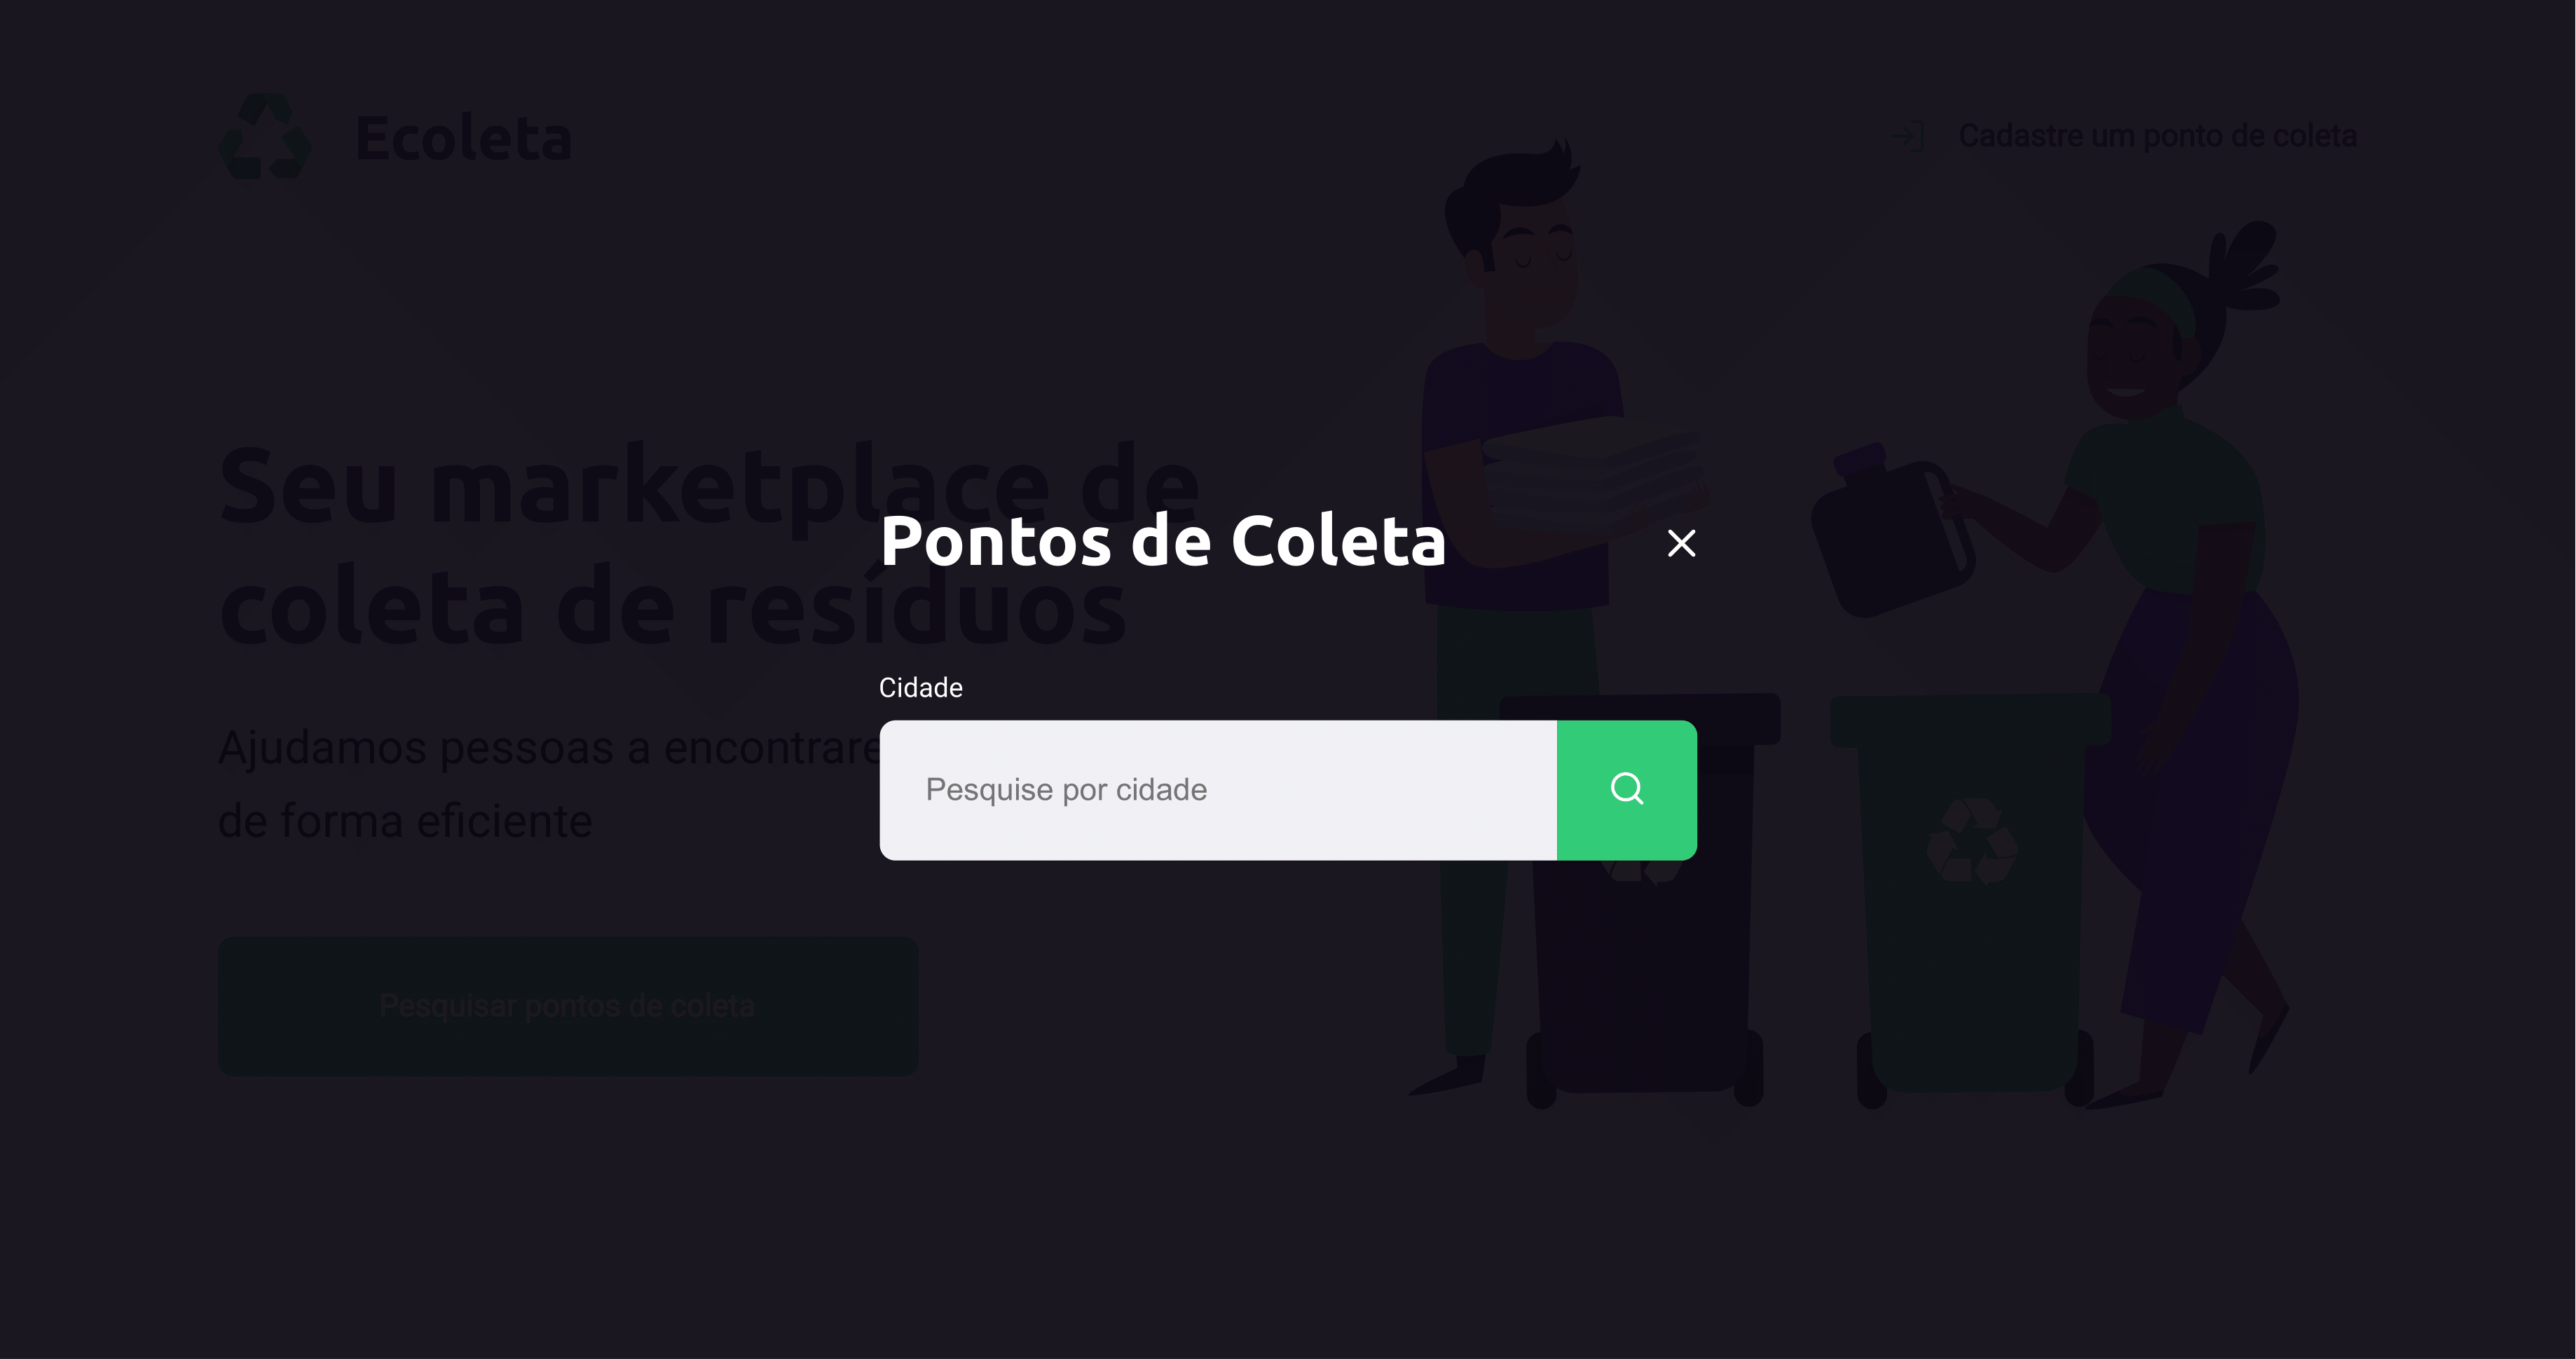 Ecoleta
Cadastre um ponto de coleta
Seu marketplace de
coleta de resíduos
Pontos de Coleta
Cidade
Ajudamos pessoas a encontrare
de forma eficiente
Pesquise por cidade
Pesquisar pontos de coleta